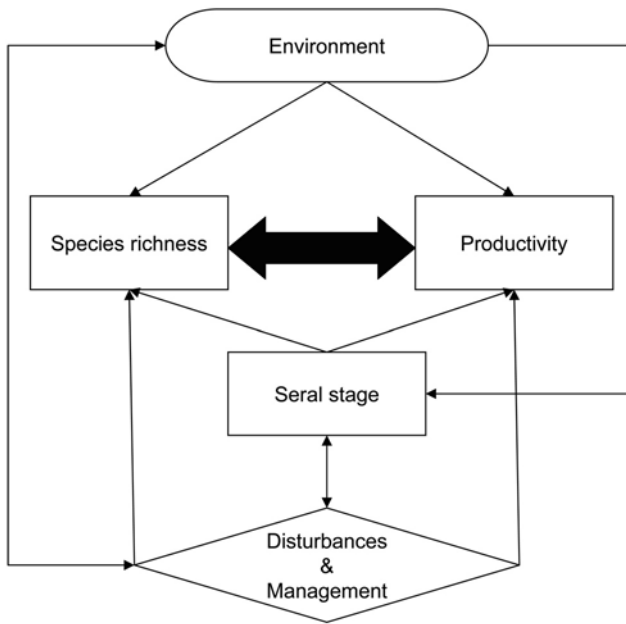 Environment
Species richness
Productivity
Seral stage
Disturbances
&
Management